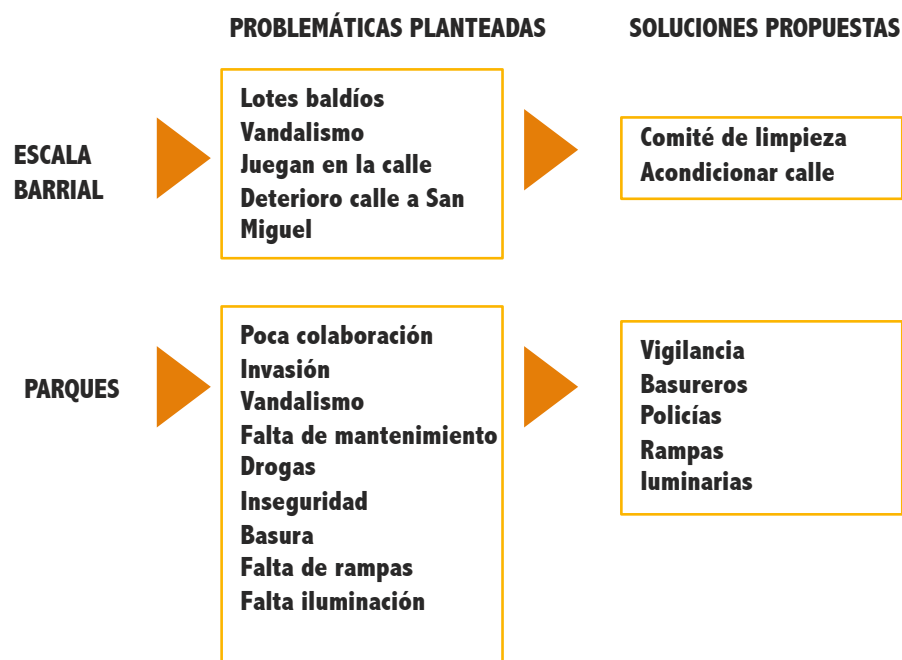 PROBLEMÁTICAS PLANTEADAS
SOLUCIONES PROPUESTAS
ESCALA
BARRIAL
Lotes baldíos
Vandalismo
Juegan en la calle
Deterioro calle a San
Miguel
Comité de limpieza
Acondicionar calle
PARQUES
Poca colaboración
Invasión
Vandalismo
Falta de mantenimiento
Drogas
Inseguridad
Basura
Falta de rampas
Falta iluminación
Vigilancia
Basureros
Policías
Rampas
luminarias